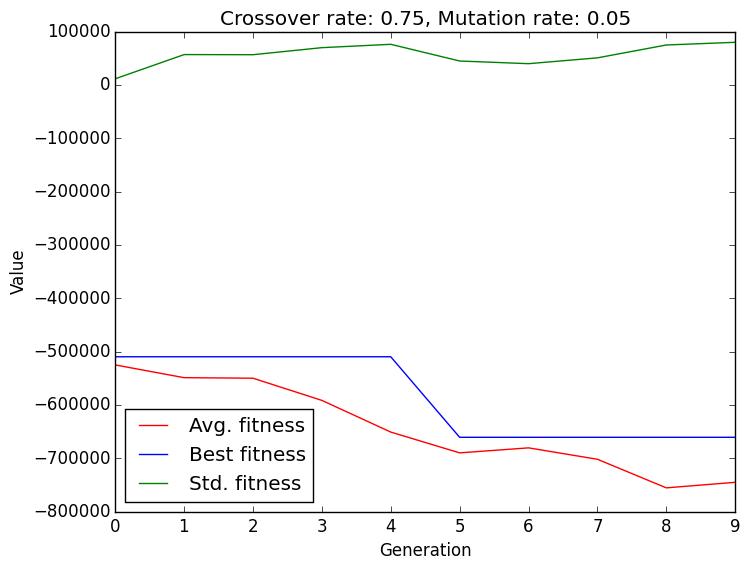 Crossover rate: 0.75, Mutation rate: 0.05
100000
0
−100000
−200000
−300000
−400000
−500000
−600000
−700000
−800000
Value
Avg. fitness
Best fitness
Std. fitness
0 1 2 3 4 5 6 7 8 9
Generation